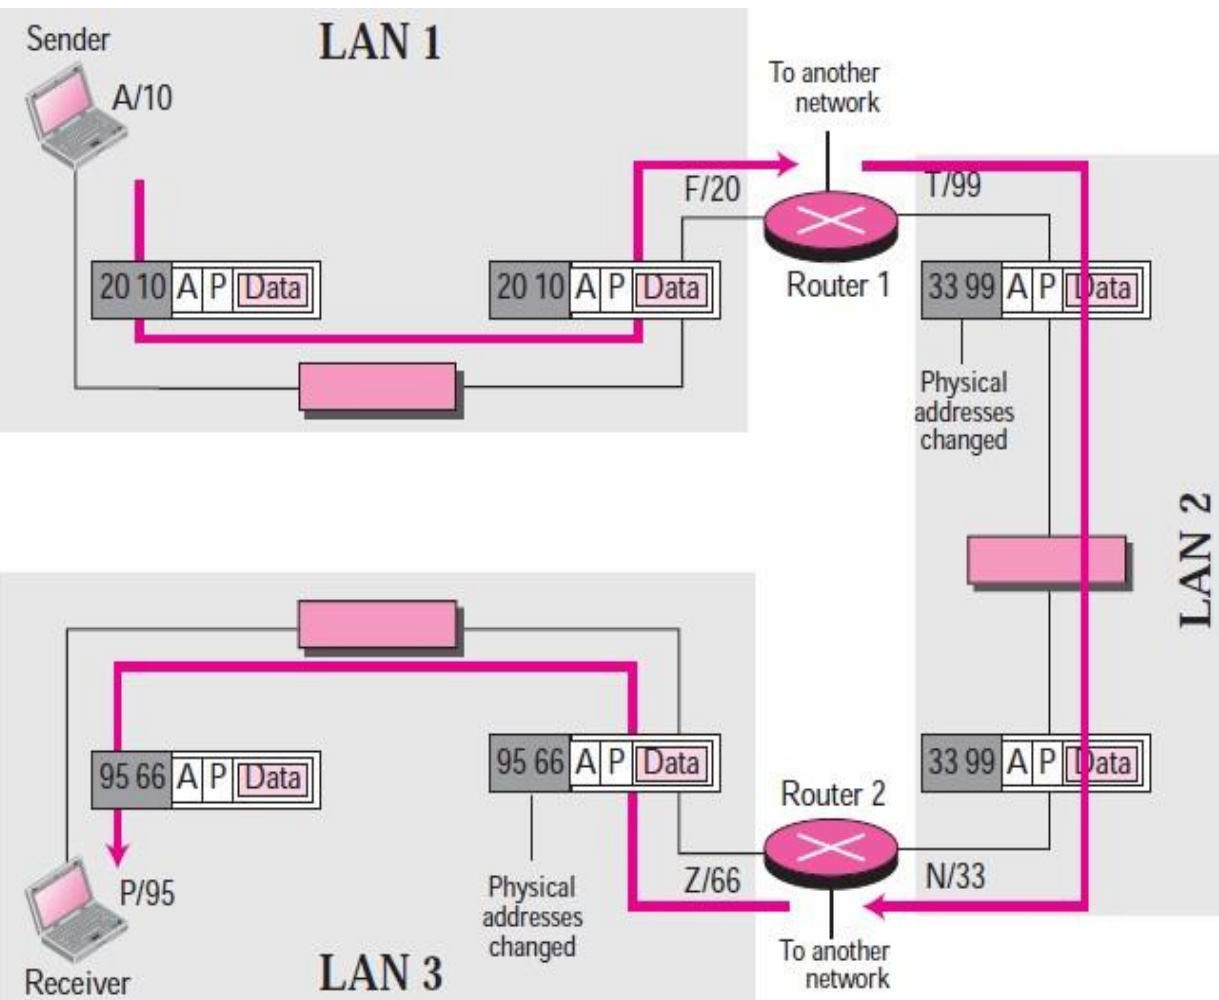 LAN 1
Sender
A/10
To another
network
F/20
T/99
20 10 A P Data
20 10 A P Data
Router 1
33 99 A P Data
Physical
addresses
changed
LAN 2
95 66 A P Data
95 66 A P Data
Router 2
33 99 A P Data
P/95
Physical
addresses
changed
Z/66
N/33
To another
network
Receiver
LAN 3